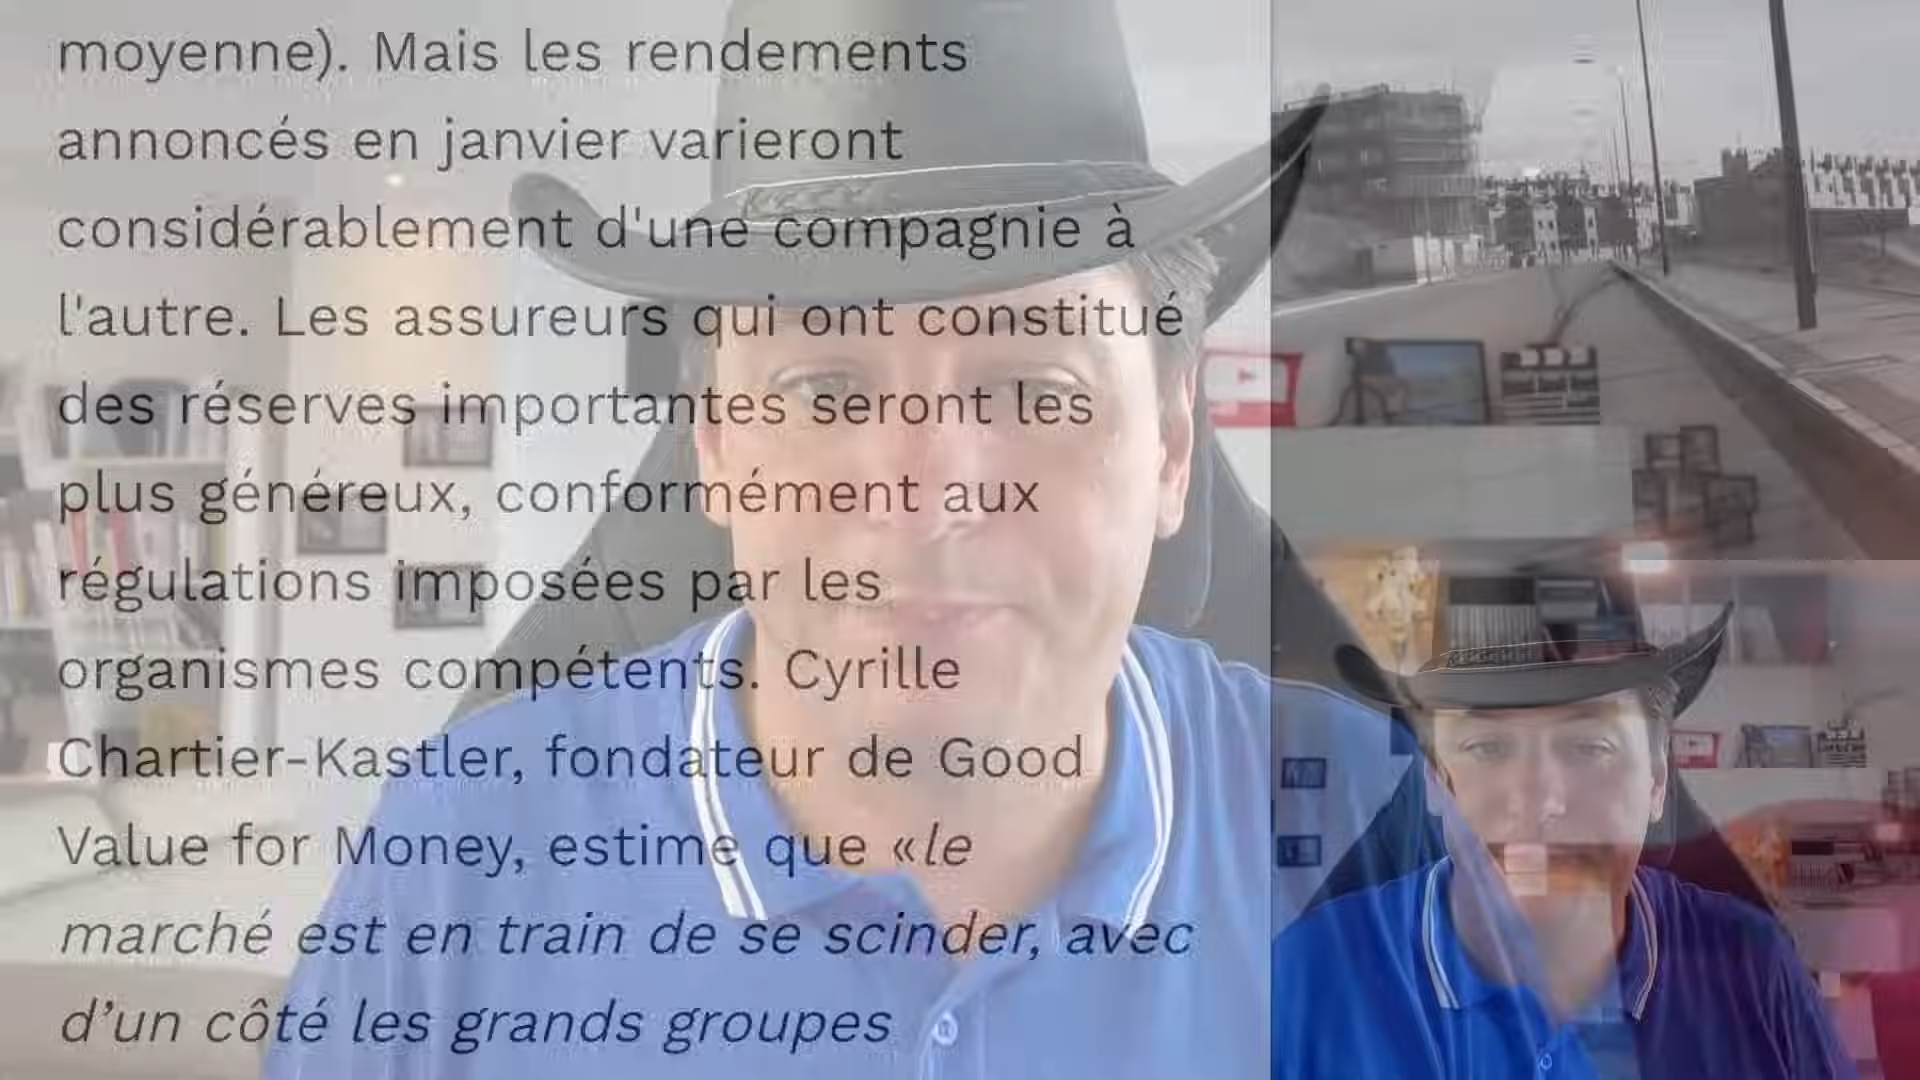 moyenne). Mais les rendements
annoncés en janvier varieront
considérablement d'une compagnie à
l'autre. Les assureurs qui ont constitué
des réserves importantes seront les
plus généreux, conformément aux
régulations imposées par les
organismes compétents. Cyrille
Chartier-Kastler, fondateur de Good
Value for Money, estime que «le
marché est en train de se scinder, avec
d’un côté les grands groupes